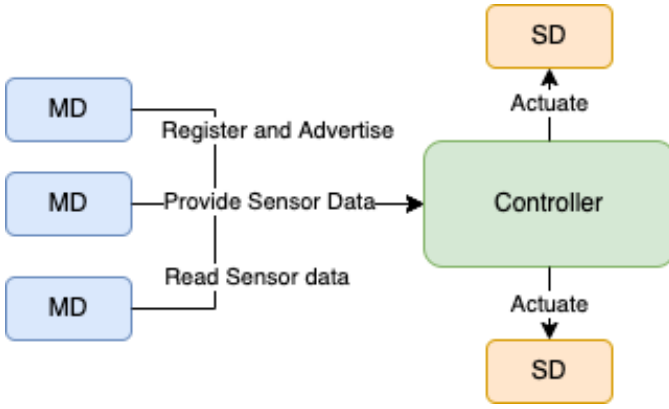 SD
MD
Actuate
Register and Advertise
MD
Provide Sensor Data
Controller
Read Sensor data
MD
Actuate
SD